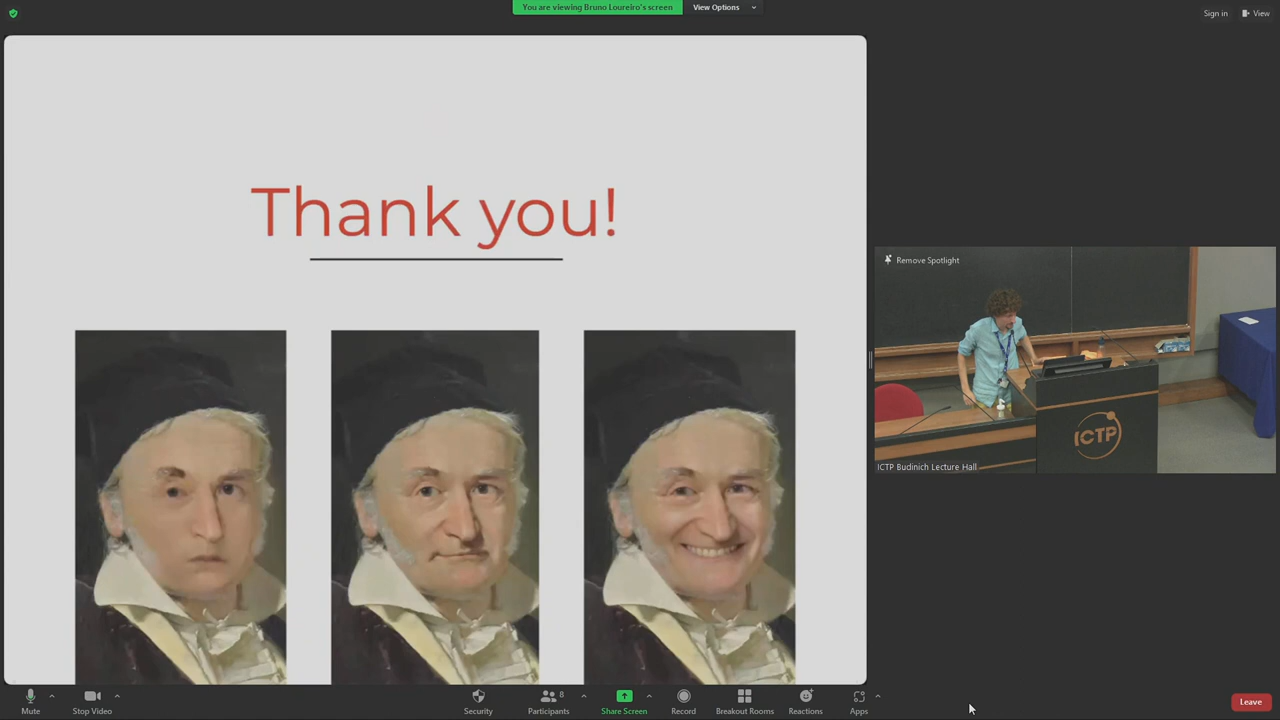 You are viewing Bruno Loureiro's screen
View Options
Sign in
View
Thank you!
Remove Spotlight
ICTP
ICTP Budinich Lecture Hall
Mute
Stop Video
Security
Participants
8
Share Screen
Record
Breakout Rooms
Reactions
Apps
Leave